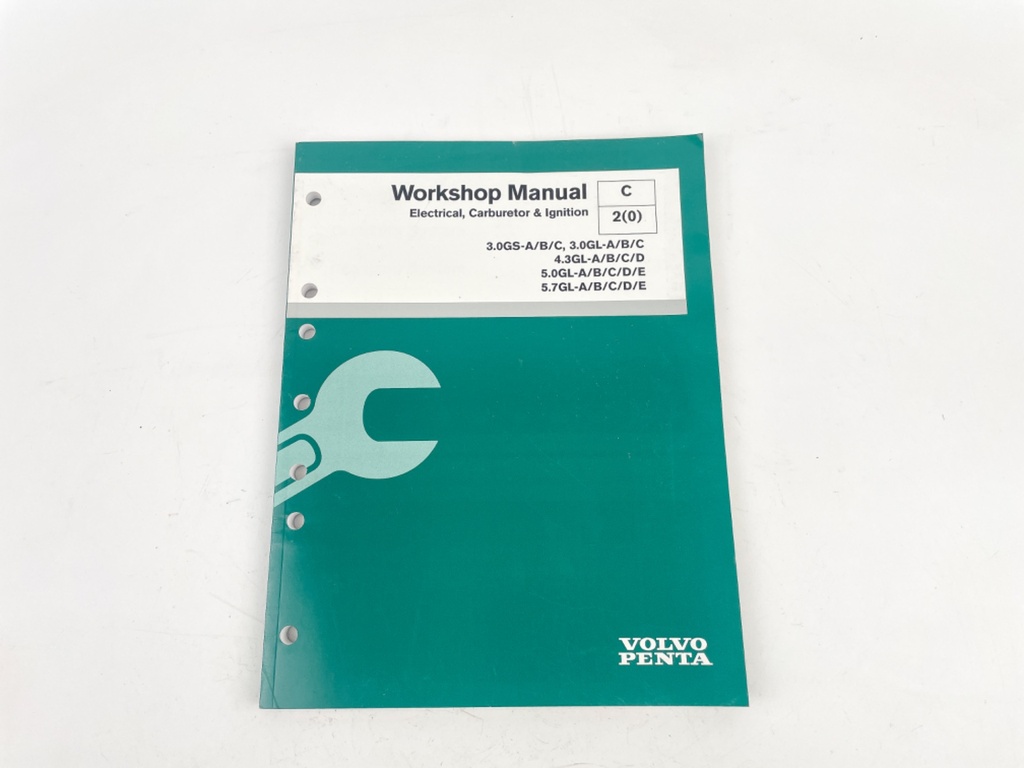 Workshop Manual
Electrical, Carburetor & Ignition
C
2(0)
3.0GS-A/B/C, 3.0GL-A/B/C
4.3GL-A/B/C/D
5.0GL-A/B/C/D/E
5.7GL-A/B/C/D/E
VOLVO
PENTA